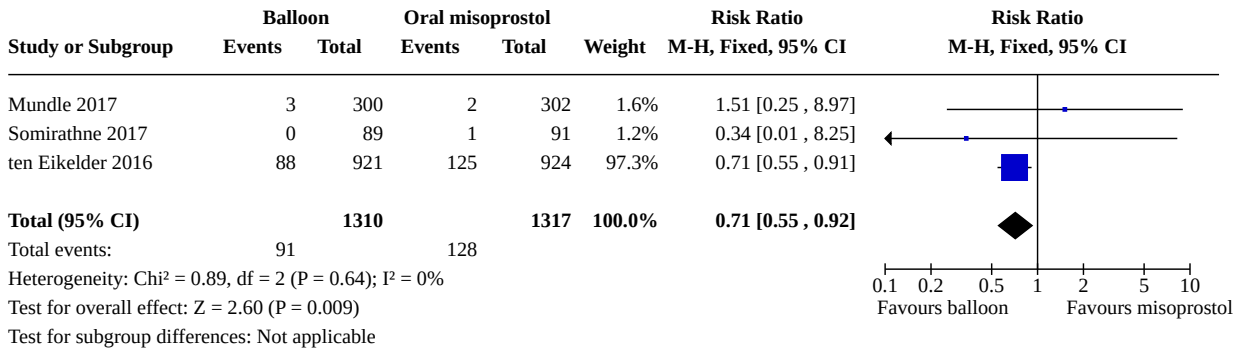 Balloon Oral misoprostol Risk Ratio Risk Ratio
Study or Subgroup Events Total Events Total Weight M-H, Fixed, 95% CI M-H, Fixed, 95% CI
Mundle 2017 3 300 2 302 1.6% 1.51 [0.25 , 8.97]
Somirathne 2017 0 89 1 91 1.2% 0.34 [0.01 , 8.25]
ten Eikelder 2016 88 921 125 924 97.3% 0.71 [0.55 , 0.91]
Total (95% CI) 1310 1317 100.0% 0.71 [0.55 , 0.92]
Total events: 91 128
Heterogeneity: Chi² = 0.89, df = 2 (P = 0.64); I² = 0%
0.1 0.2 0.5 1 2 5 10
Test for overall effect: Z = 2.60 (P = 0.009) Favours balloon Favours misoprostol
Test for subgroup differences: Not applicable